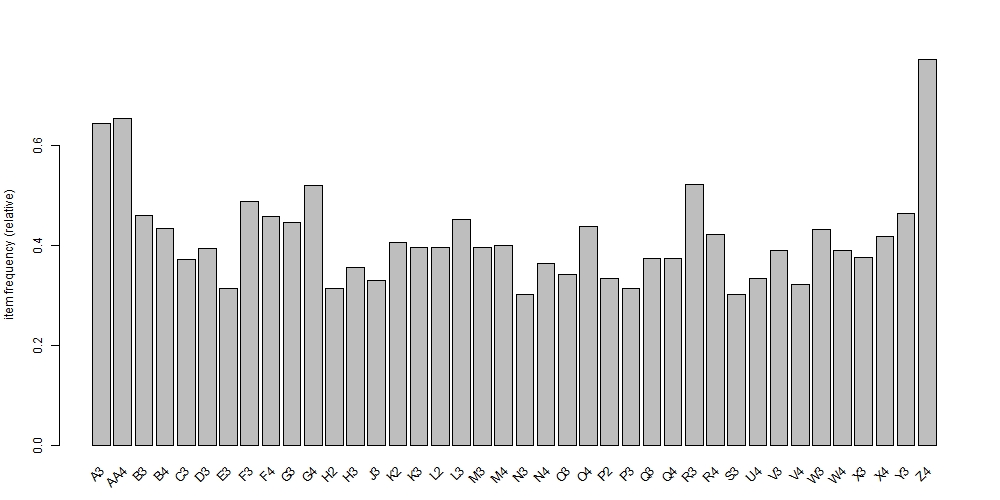 item frequency (relative)
0.0
0.2
0.4
0.6
A3 AA4 B3 B4 C3 D3 E3 F3 F4 G3 G4 H2 H3 J3 K2 K3 L2 L3 M3 M4 N3 N4 O3 O4 P2 P3 Q3 Q4 R3 R4 S3 U4 V3 V4 W3 W4 X3 X4 Y3 Z4